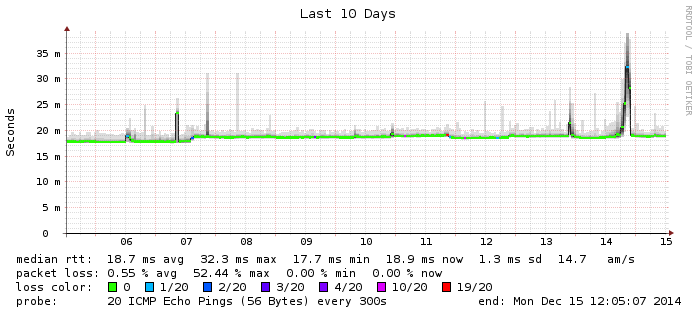 Last 10 Days
RRDTOOL / TOBI OETIKER
Seconds
35 m
30 m
25 m
20 m
15 m
10 m
5 m
0
06 07 08 09 10 11 12 13 14 15
median rtt: 18.7 ms avg 32.3 ms max 17.7 ms min 18.9 ms now 1.3 ms sd 14.7 am/s
packet loss: 0.55 % avg 52.44 % max 0.00 % min 0.00 % now
loss color: 0 1/20 2/20 3/20 4/20 10/20 19/20
probe: 20 ICMP Echo Pings (56 Bytes) every 300s end: Mon Dec 15 12:05:07 2014